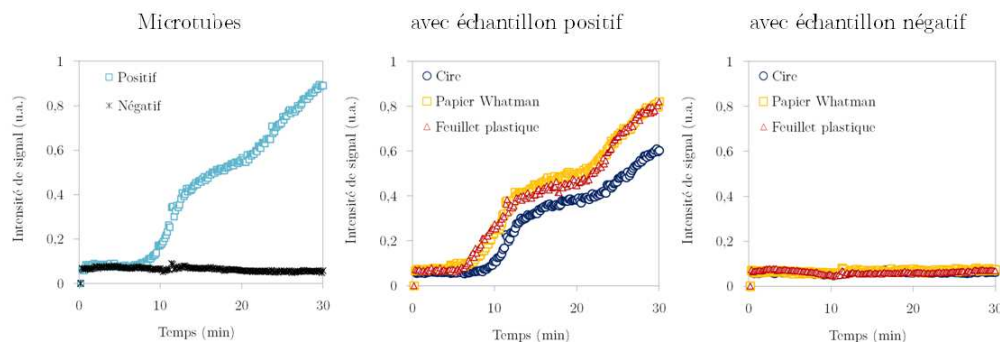 Microtubes
1
Positif
Négatif
0,8
0,6
0,4
0,2
0
Intensité de signal (u.a.)
0
10
20
30
Temps (min)
avec échantillon positif
1
Cire
Papier Whatman
Feuillet plastique
0,8
0,6
0,4
0,2
0
Intensité de signal (u.a.)
0
10
20
30
Temps (min)
avec échantillon négatif
1
Cire
Papier Whatman
Feuillet plastique
0,8
0,6
0,4
0,2
0
Intensité de signal (u.a.)
0
10
20
30
Temps (min)